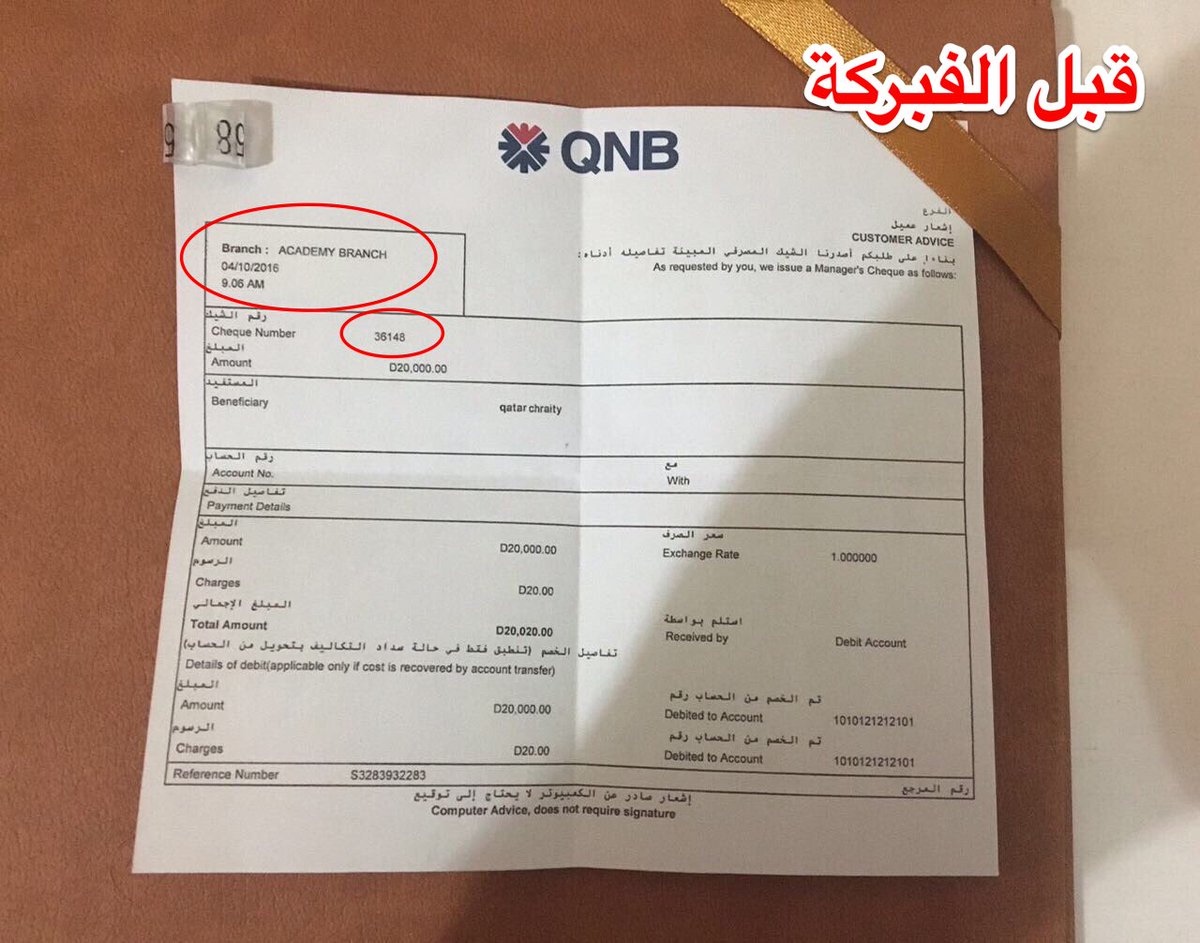 قبل الفبركة
58
QNB
الفرع
إشعار عميل
CUSTOMER ADVICE
بناءا على طلبكم أصدرنا الشيك المصرفي المبينة تفاصيله أدناه:
As requested by you, we issue a Manager's Cheque as follows:
Branch : ACADEMY BRANCH
04/10/2016
9.06 AM
رقم الشيك
Cheque Number 36148
المبلغ
Amount D20,000.00
المستفيد
Beneficiary qatar chraity
رقم الحساب مع
Account No. With
تفاصيل الدفع
Payment Details
المبلغ سعر الصرف
Amount D20,000.00 Exchange Rate 1.000000
الرسوم
Charges D20.00
المبلغ الإجمالي استلم بواسطة
Total Amount D20,020.00 Received by Debit Account
تفاصيل الخصم (تنطبق فقط في حالة سداد التكاليف بتحويل من الحساب)
Details of debit(applicable only if cost is recovered by account transfer)
المبلغ تم الخصم من الحساب رقم
Amount D20,000.00 Debited to Account 1010121212101
الرسوم تم الخصم من الحساب رقم
Charges D20.00 Debited to Account 1010121212101
Reference Number S3283932283 رقم المرجع
إشعار صادر عن الكمبيوتر لا يحتاج إلى توقيع
Computer Advice, does not require signature